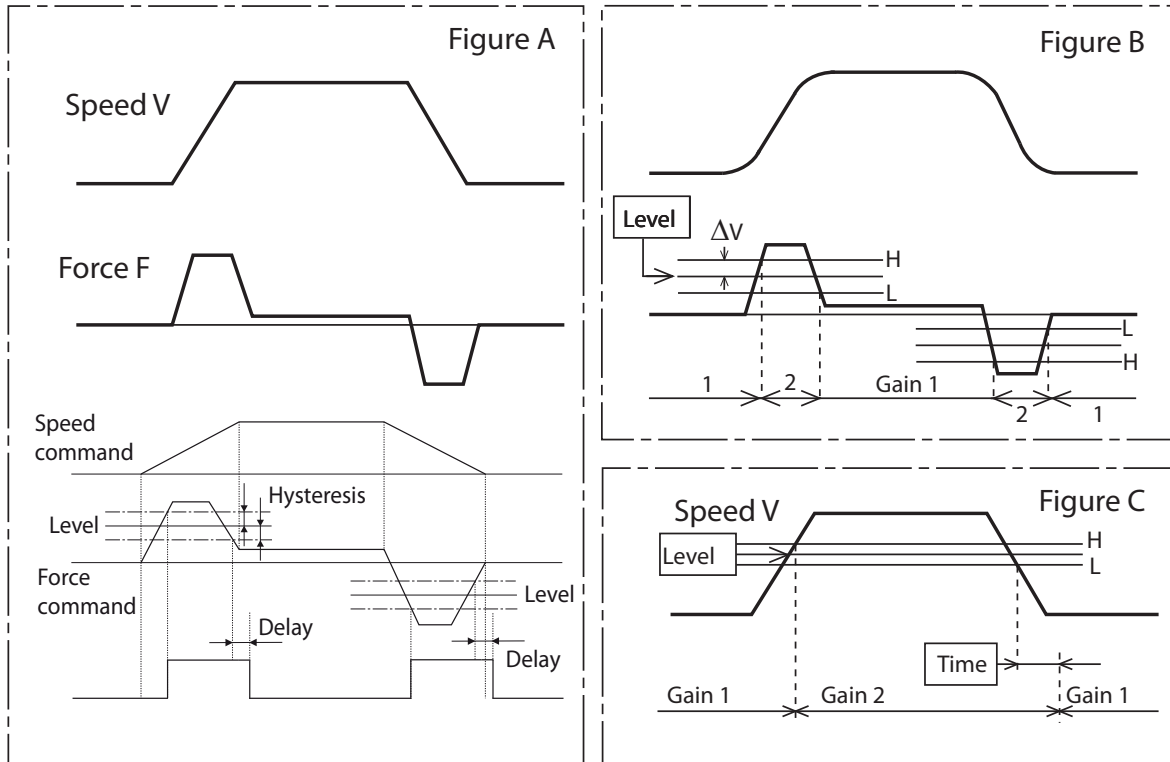 Figure A
Speed V
Force F
Speed
command
Hysteresis
Level
Force
command
Level
Delay
Delay
Figure B
Level
ΔV
H
L
L
H
1
2
Gain 1
2
1
Figure C
Speed V
H
Level
L
Time
Gain 1
Gain 2
Gain 1